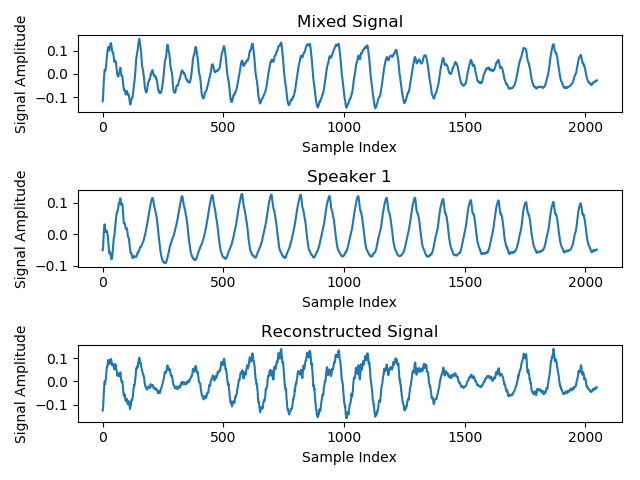 Mixed Signal
Signal Amplitude
0.1
0.0
−0.1
0 500 1000 1500 2000
Sample Index
Speaker 1
Signal Amplitude
0.1
0.0
−0.1
0 500 1000 1500 2000
Sample Index
Reconstructed Signal
Signal Amplitude
0.1
0.0
−0.1
0 500 1000 1500 2000
Sample Index